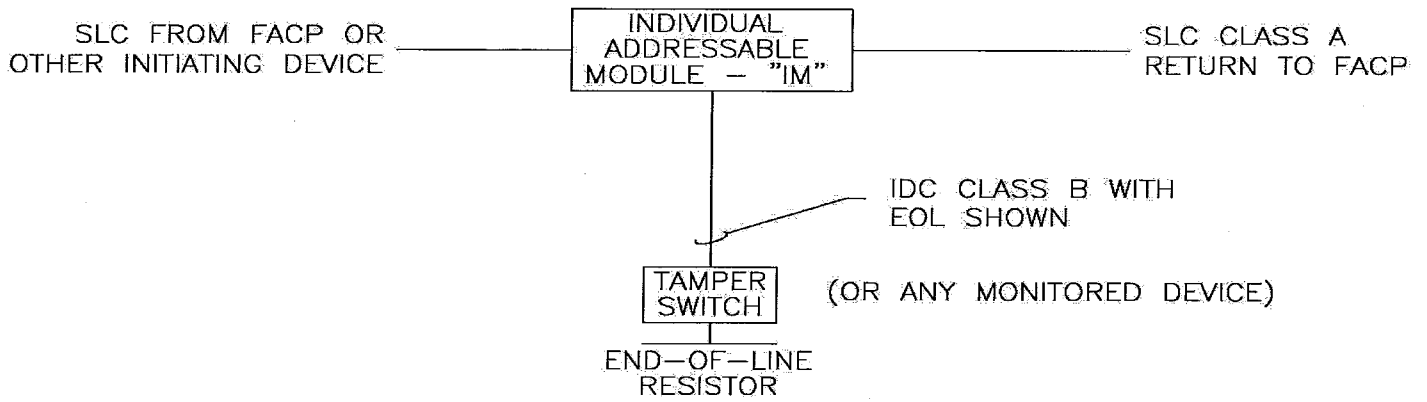 SLC FROM FACP OR
OTHER INITIATING DEVICE
INDIVIDUAL
ADDRESSABLE
MODULE – "IM"
SLC CLASS A
RETURN TO FACP
IDC CLASS B WITH
EOL SHOWN
TAMPER
SWITCH
(OR ANY MONITORED DEVICE)
END–OF–LINE
RESISTOR